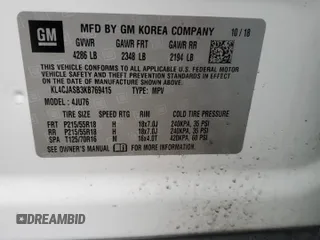 GM
MFD BY GM KOREA COMPANY 10/18
GVWR GAWR FRT GAWR RR
4286 LB 2348 LB 2194 LB
THIS VEHICLE CONFORMS TO ALL APPLICABLE U.S. FEDERAL MOTOR
VEHICLE SAFETY, BUMPER, AND THEFT PREVENTION STANDARDS
IN EFFECT ON THE DATE OF MANUFACTURE SHOWN ABOVE.
KL4CJASB3KB769415 TYPE: MPV
MODEL: 4JU76
TIRE SIZE SPEED RTG RIM COLD TIRE PRESSURE
FRT P215/55R18 H 18x7.0J 240KPA, 35 PSI
RR P215/55R18 H 18x7.0J 240KPA, 35 PSI
SPA T125/70R16 M 16x4.0T 420KPA, 60 PSI
SEE OWNER'S MANUAL FOR MORE INFORMATION.
DREAMBID